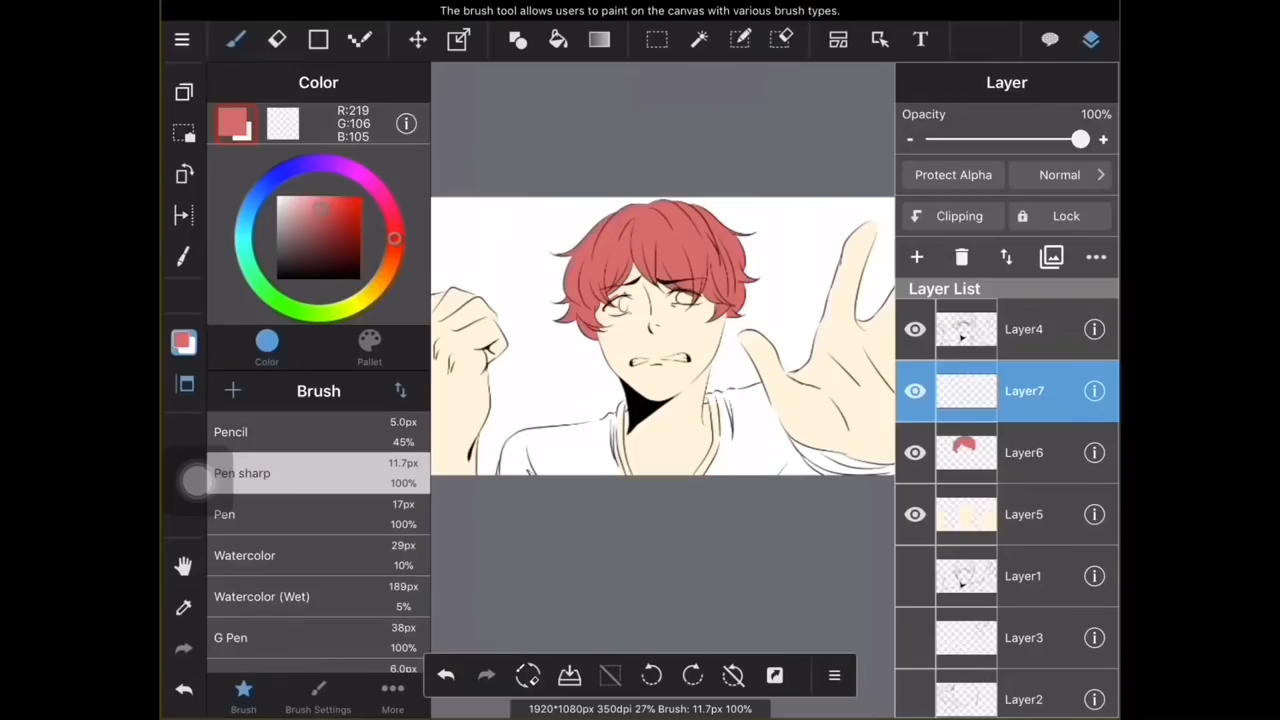 The brush tool allows users to paint on the canvas with various brush types.
T
Color
R:219
G:106
B:105
Color
Pallet
Brush
Pencil
5.0px
45%
Pen sharp
11.7px
100%
Pen
17px
100%
Watercolor
29px
10%
Watercolor (Wet)
189px
5%
G Pen
38px
100%
6.0px
Brush
Brush Settings
More
1920*1080px 350dpi 27% Brush: 11.7px 100%
Layer
Opacity
100%
Protect Alpha
Normal
Clipping
Lock
Layer List
Layer4
Layer7
Layer6
Layer5
Layer1
Layer3
Layer2